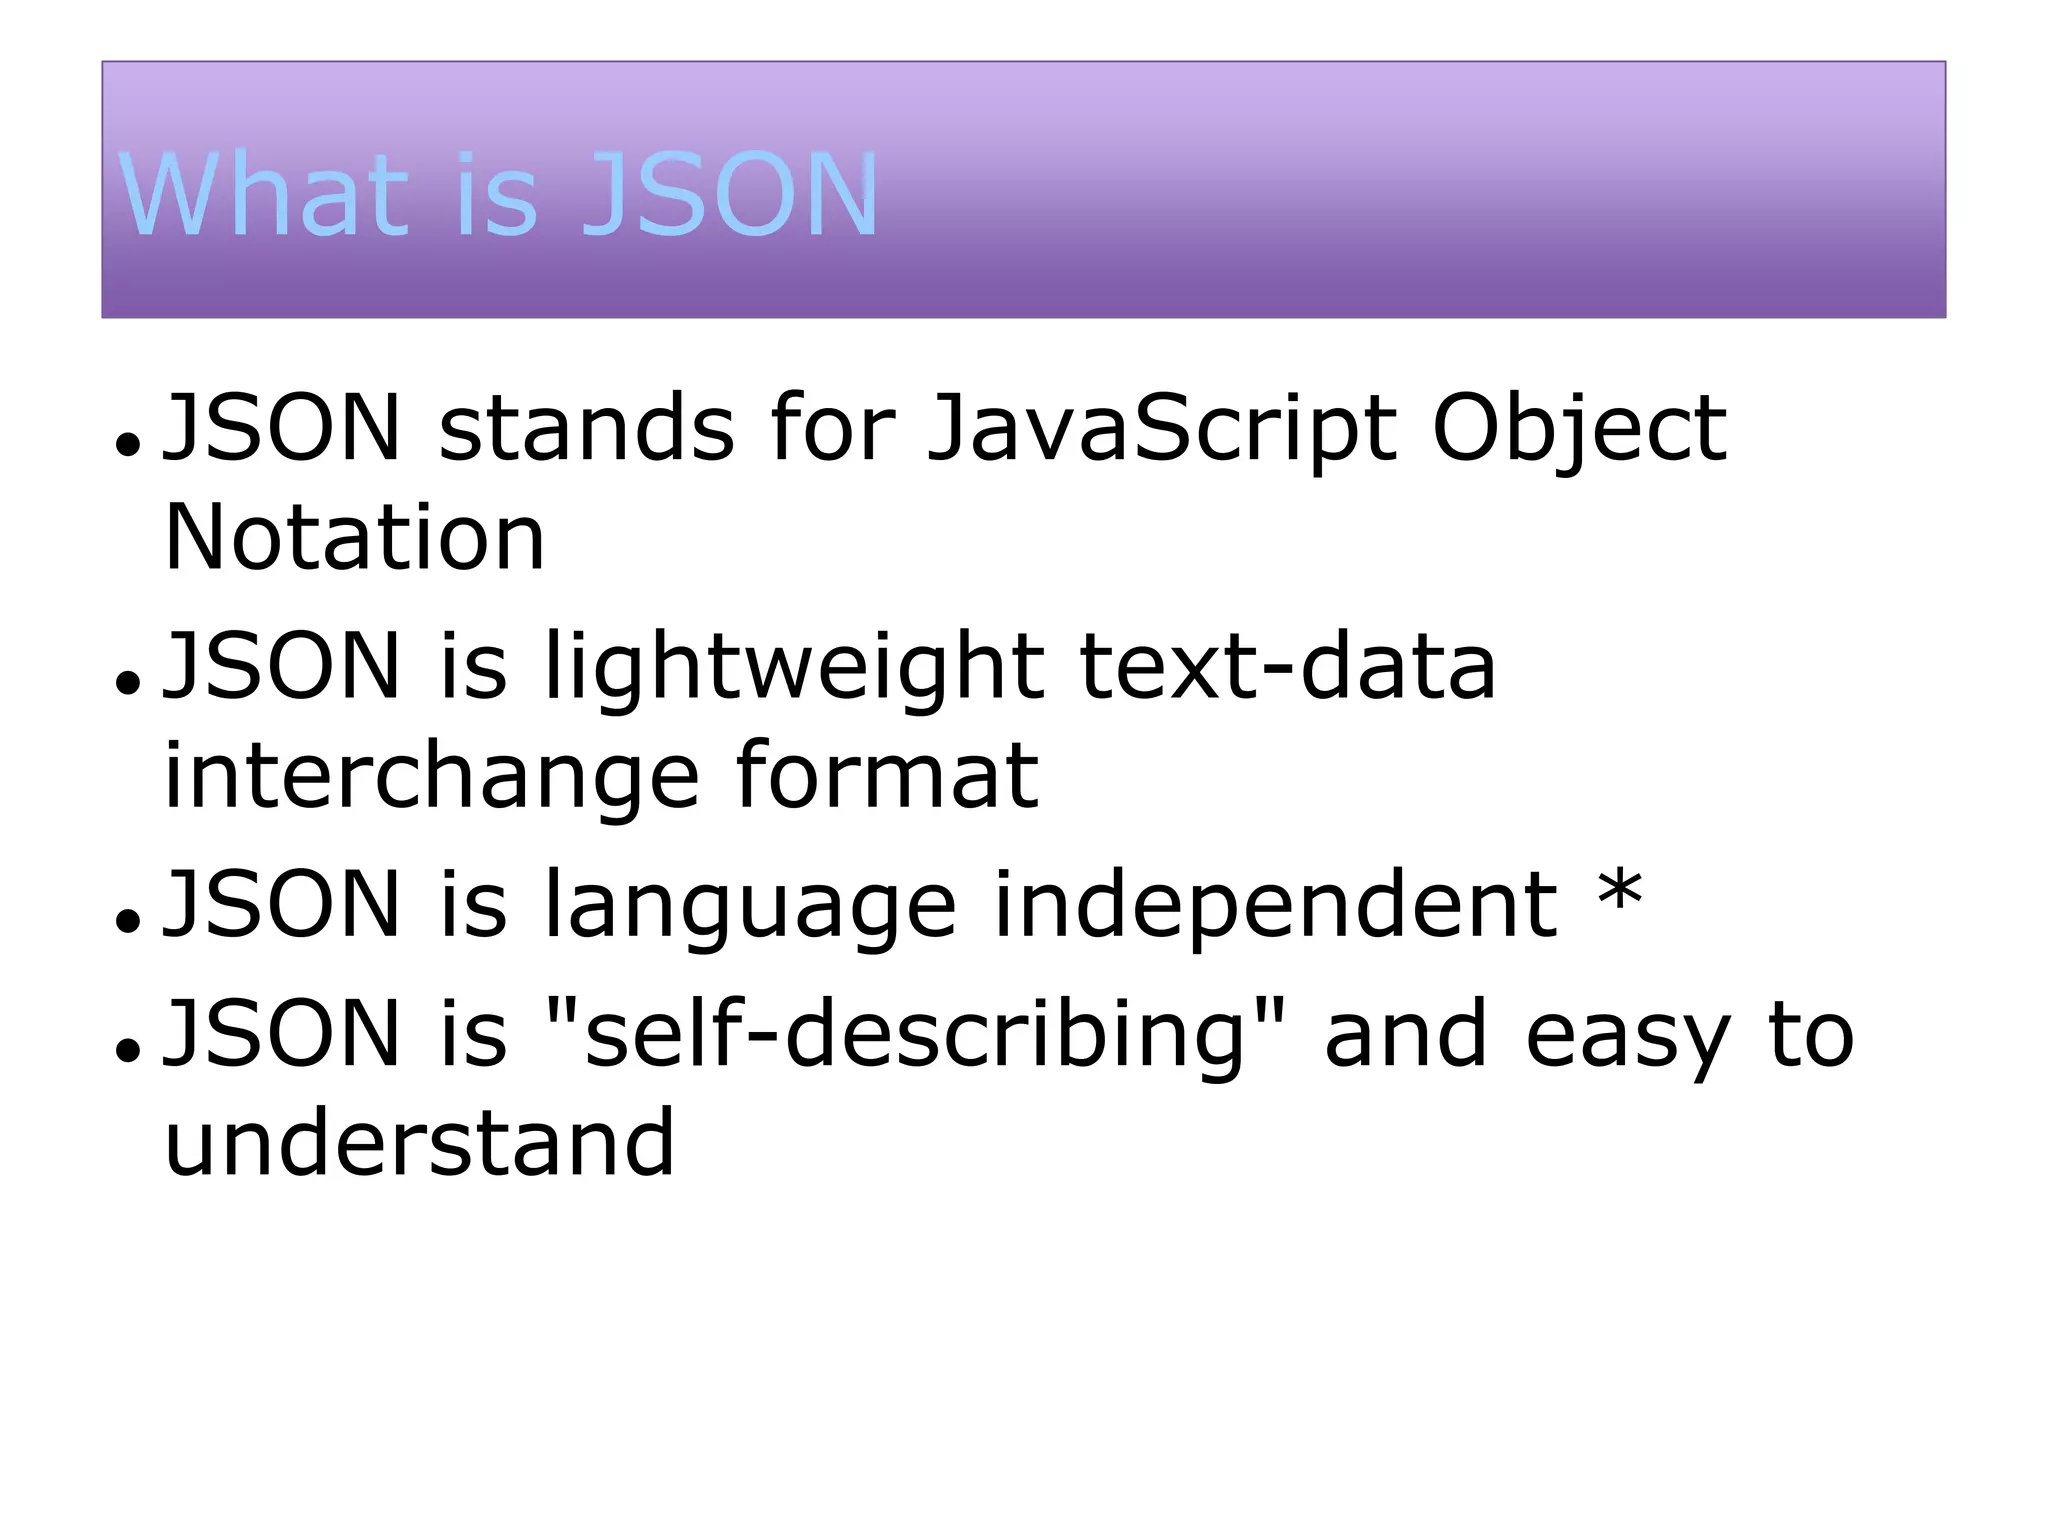 What is JSON
• JSON stands for JavaScript Object
Notation
• JSON is lightweight text-data
interchange format
• JSON is language independent *
• JSON is "self-describing" and easy to
understand